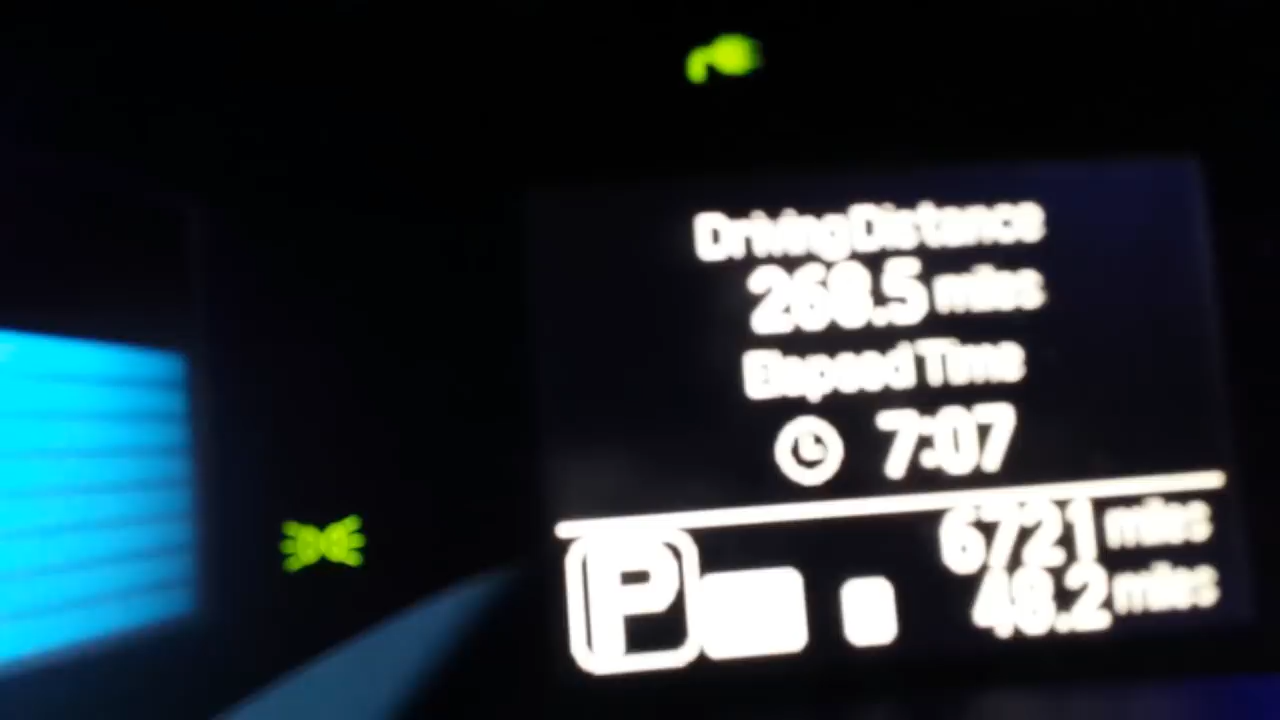 Driving Distance
268.5 miles
Elapsed Time
7:07
6721 miles
P
48.2 miles